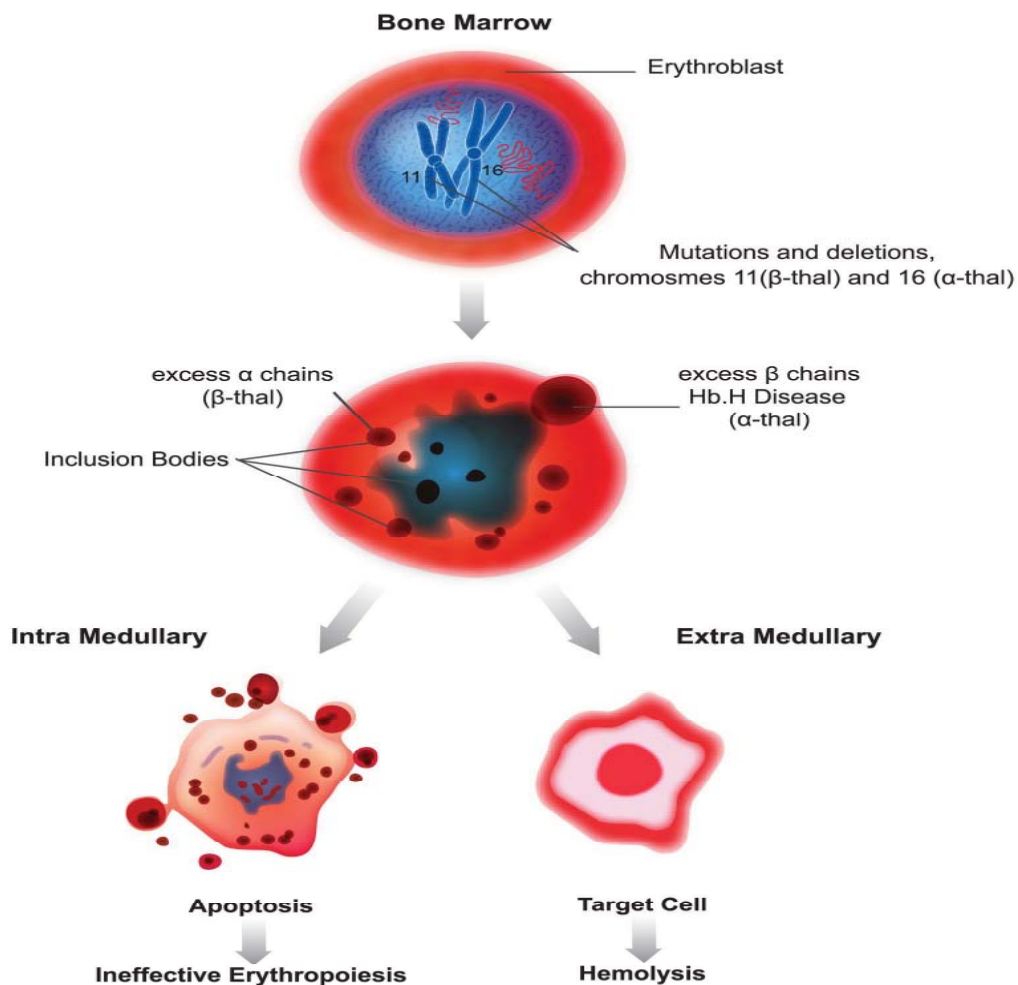 Bone Marrow
Erythroblast
11
16
Mutations and deletions,
chromosmes 11(β-thal) and 16 (α-thal)
excess α chains
(β-thal)
excess β chains
Hb.H Disease
(α-thal)
Inclusion Bodies
Intra Medullary
Extra Medullary
Apoptosis
Target Cell
Ineffective Erythropoiesis
Hemolysis